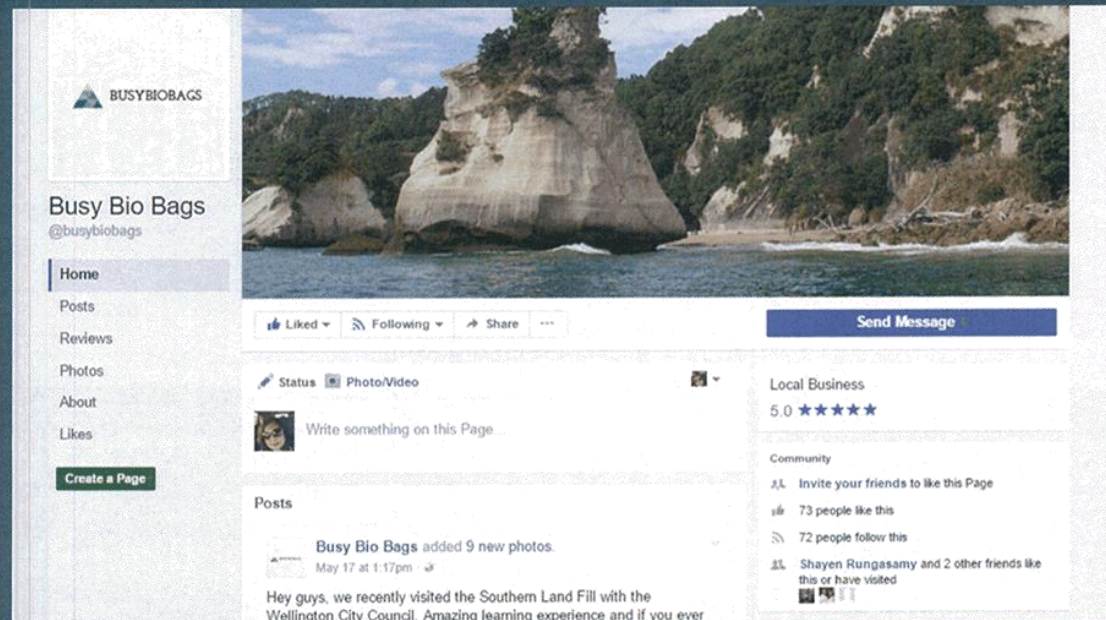 BUSYBIOBAGS
Busy Bio Bags
@busybiobags
Home
Posts
Reviews
Photos
About
Likes
Create a Page
Liked
Following
Share
...
Send Message
Status Photo/Video
Write something on this Page...
Posts
Busy Bio Bags added 9 new photos.
May 17 at 1:17pm ·
Hey guys, we recently visited the Southern Land Fill with the
Wellington City Council. Amazing learning experience and if you ever
Local Business
5.0 ★★★★★
Community
Invite your friends to like this Page
73 people like this
72 people follow this
Shayen Rungasamy and 2 other friends like
this or have visited